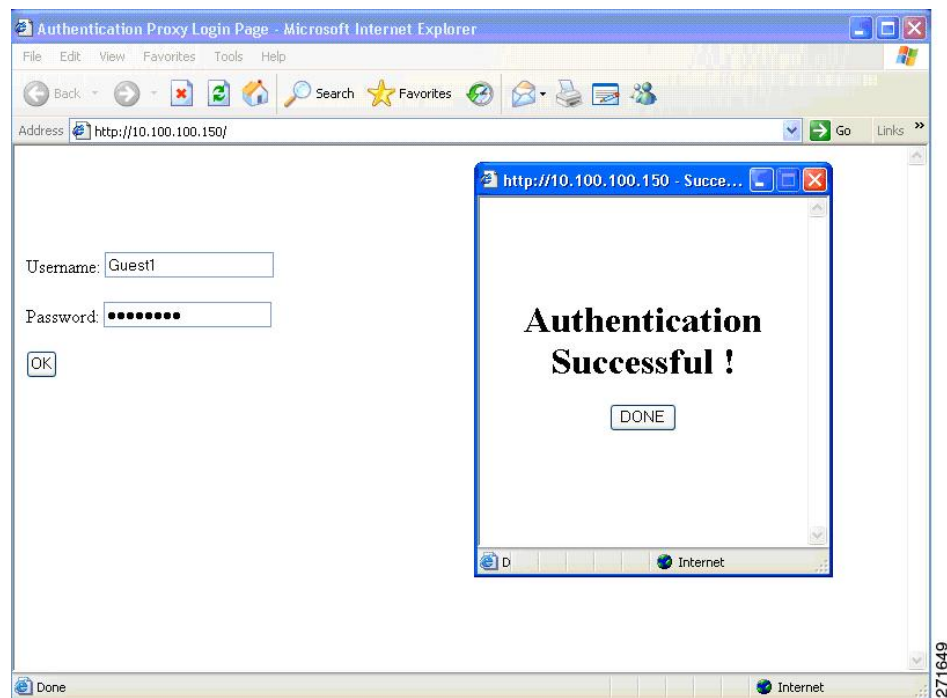 Authentication Proxy Login Page - Microsoft Internet Explorer
File Edit View Favorites Tools Help
Back Search Favorites
Address http://10.100.100.150/ Go Links »
http://10.100.100.150 - Succe...
Username: Guest1
Password: ••••••••
OK
Authentication
Successful !
DONE
D Internet
Done Internet
271649